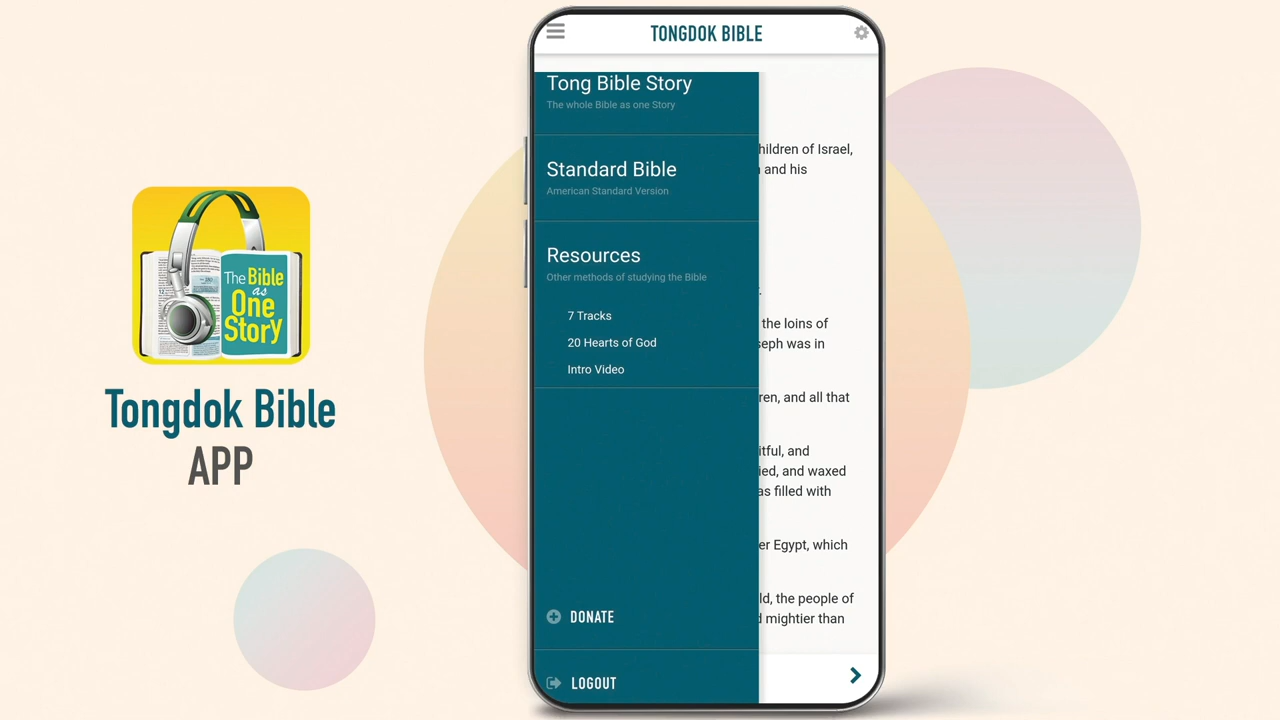 TONGDOK BIBLE
Tong Bible Story
The whole Bible as one Story
Standard Bible
American Standard Version
Resources
Other methods of studying the Bible
7 Tracks
20 Hearts of God
Intro Video
DONATE
LOGOUT
hildren of Israel,
and his
the loins of
seph was in
ren, and all that
itful, and
ied, and waxed
as filled with
er Egypt, which
ld, the people of
d mightier than
The Bible
as
One
Story
Tongdok Bible
APP